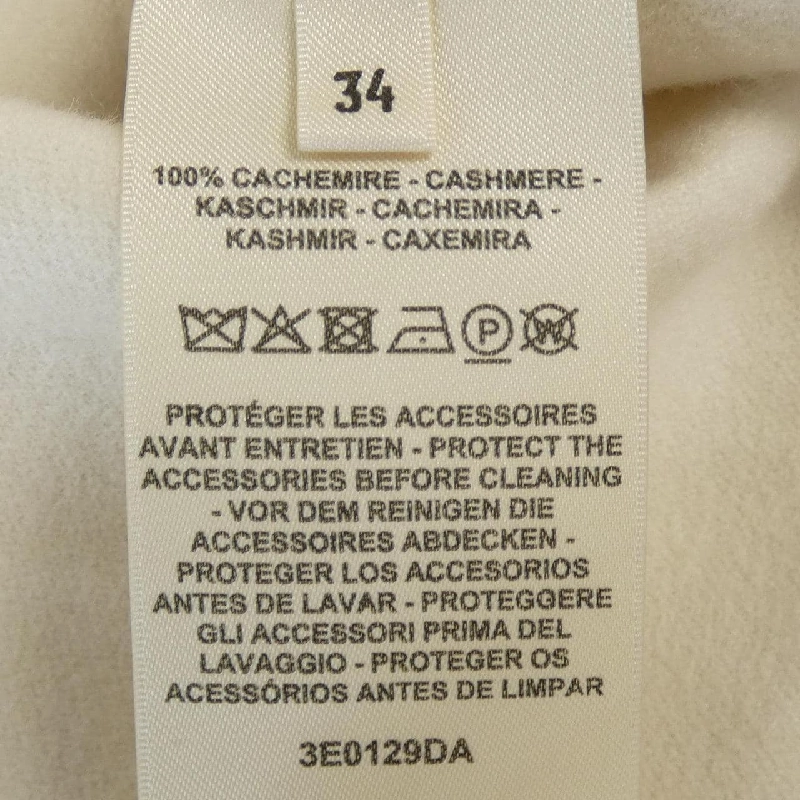 34
100% CACHEMIRE - CASHMERE -
KASCHMIR - CACHEMIRA -
KASHMIR - CAXEMIRA
P W
PROTÉGER LES ACCESSOIRES
AVANT ENTRETIEN - PROTECT THE
ACCESSORIES BEFORE CLEANING
- VOR DEM REINIGEN DIE
ACCESSOIRES ABDECKEN -
PROTEGER LOS ACCESORIOS
ANTES DE LAVAR - PROTEGGERE
GLI ACCESSORI PRIMA DEL
LAVAGGIO - PROTEGER OS
ACESSÓRIOS ANTES DE LIMPAR
3E0129DA